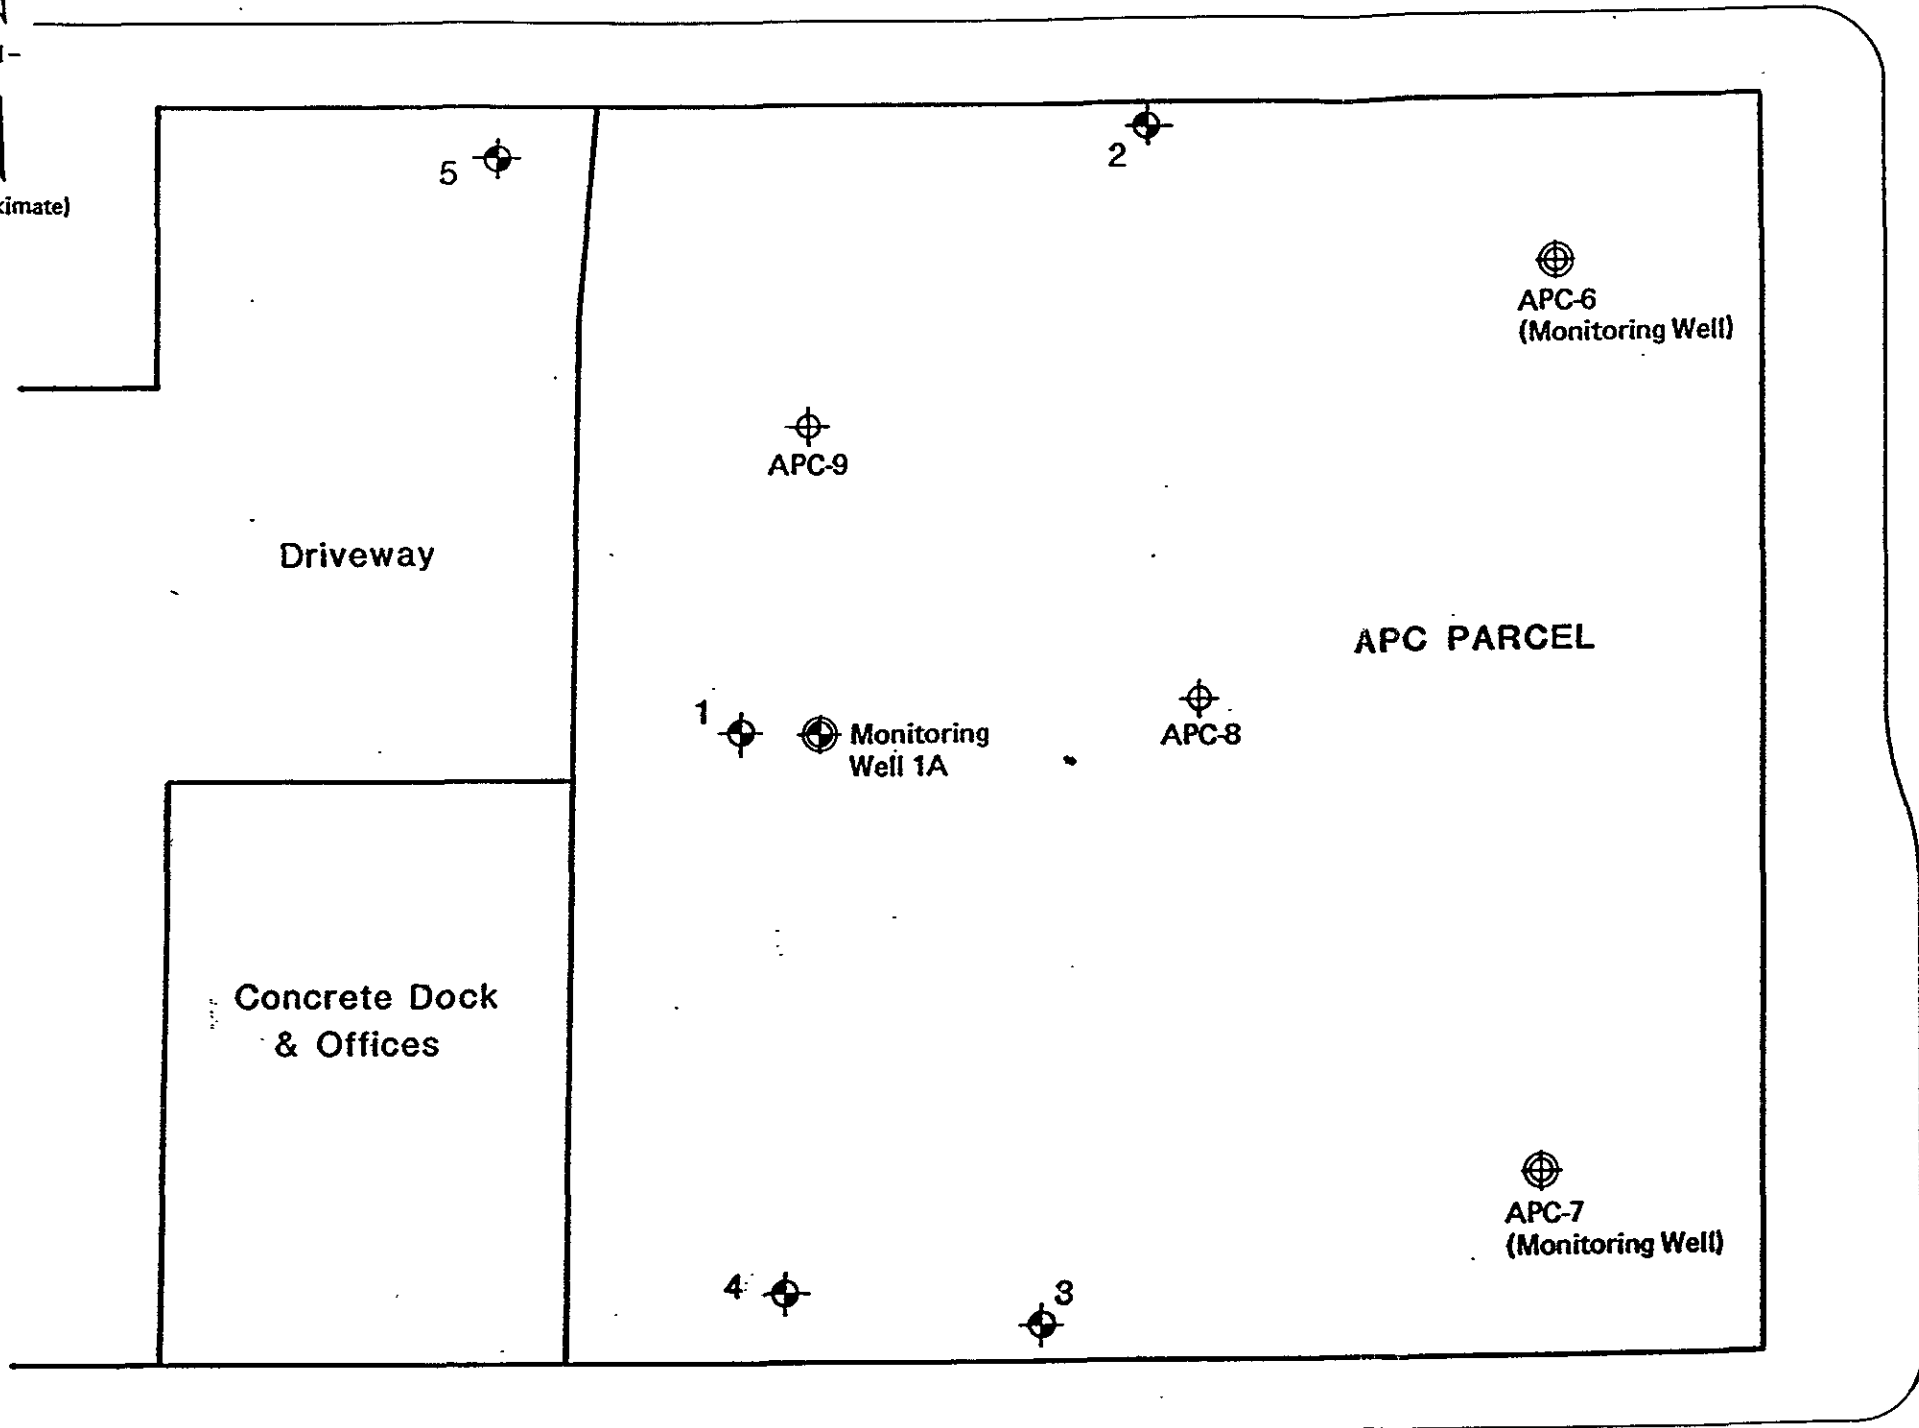 5
2
APC-6
(Monitoring Well)
APC-9
Driveway
APC PARCEL
1
Monitoring
Well 1A
APC-8
Concrete Dock
& Offices
APC-7
(Monitoring Well)
4
3